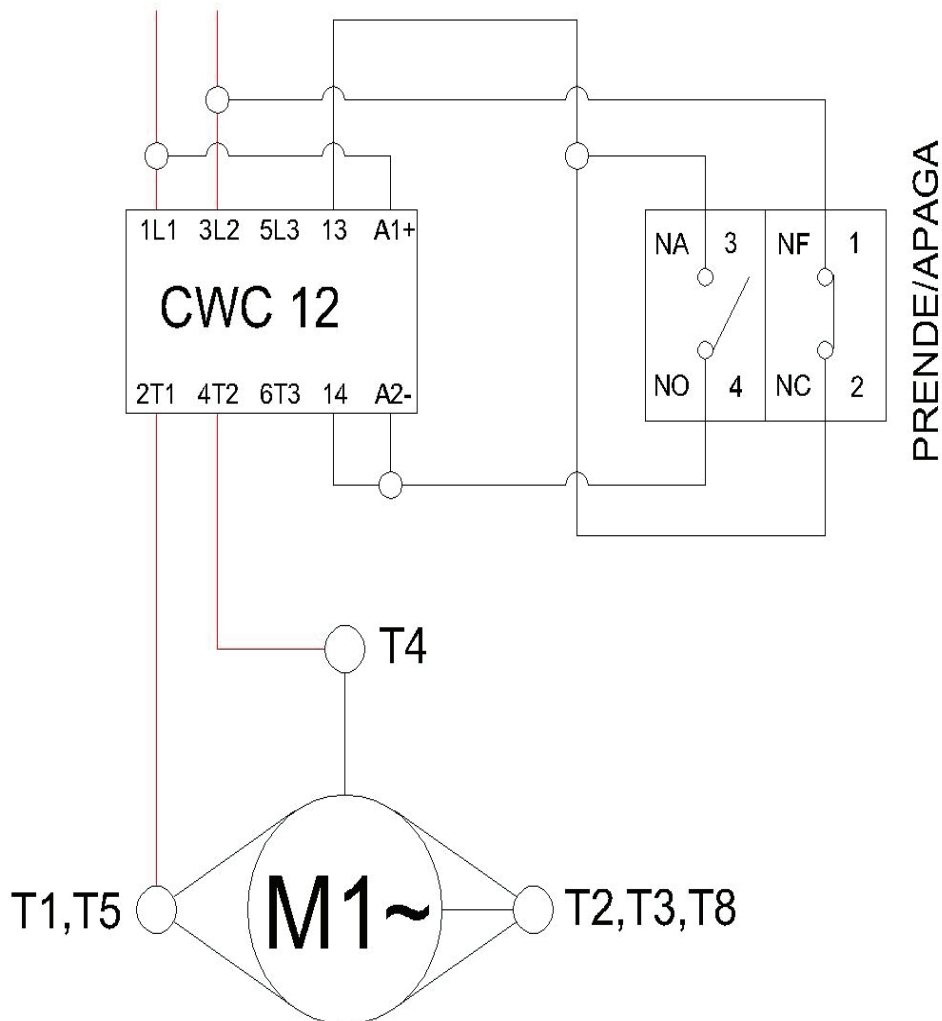 1L1 3L2 5L3 13 A1+
CWC 12
2T1 4T2 6T3 14 A2-
NA 3 NF 1
NO 4 NC 2
PRENDE/APAGA
T4
T1,T5
M1~
T2,T3,T8